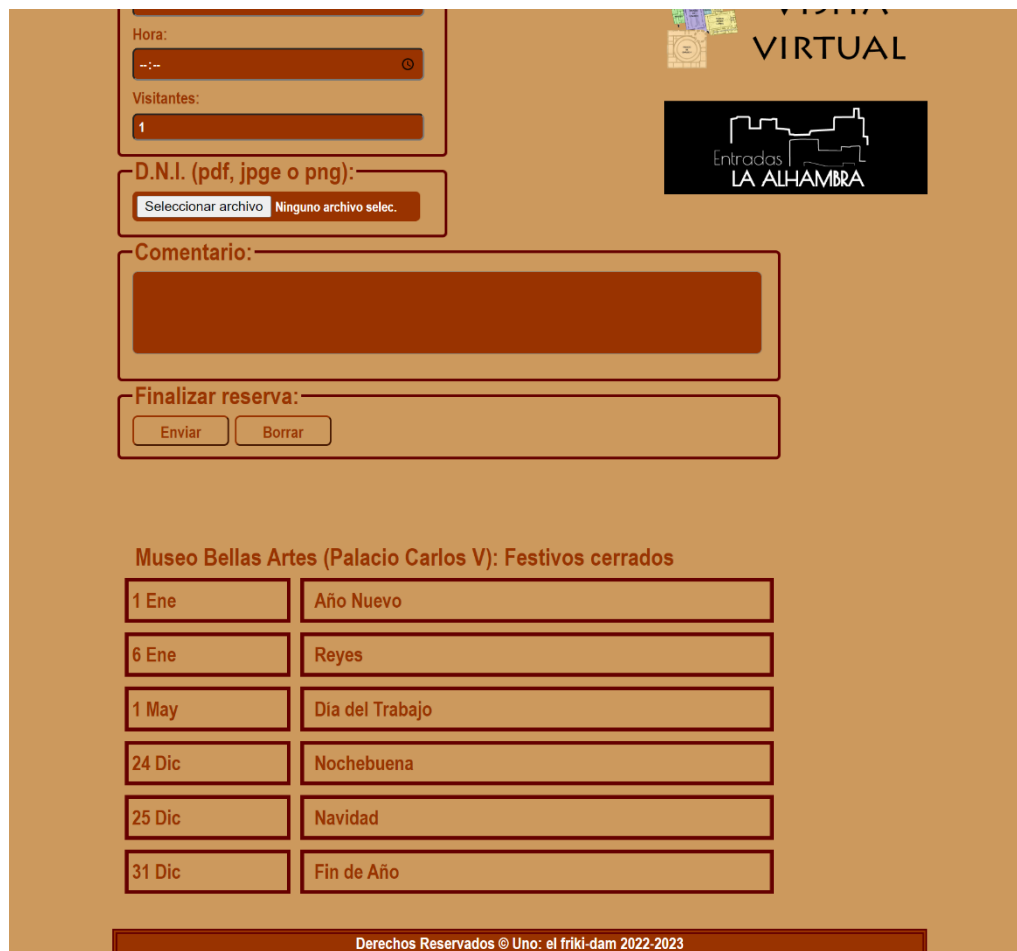 VISITA
VIRTUAL
Hora:
--:--
Visitantes:
1
Entradas
LA ALHAMBRA
D.N.I. (pdf, jpge o png):
Seleccionar archivo Ninguno archivo selec.
Comentario:
Finalizar reserva:
Enviar Borrar
Museo Bellas Artes (Palacio Carlos V): Festivos cerrados
1 Ene Año Nuevo
6 Ene Reyes
1 May Día del Trabajo
24 Dic Nochebuena
25 Dic Navidad
31 Dic Fin de Año
Derechos Reservados © Uno: el friki-dam 2022-2023